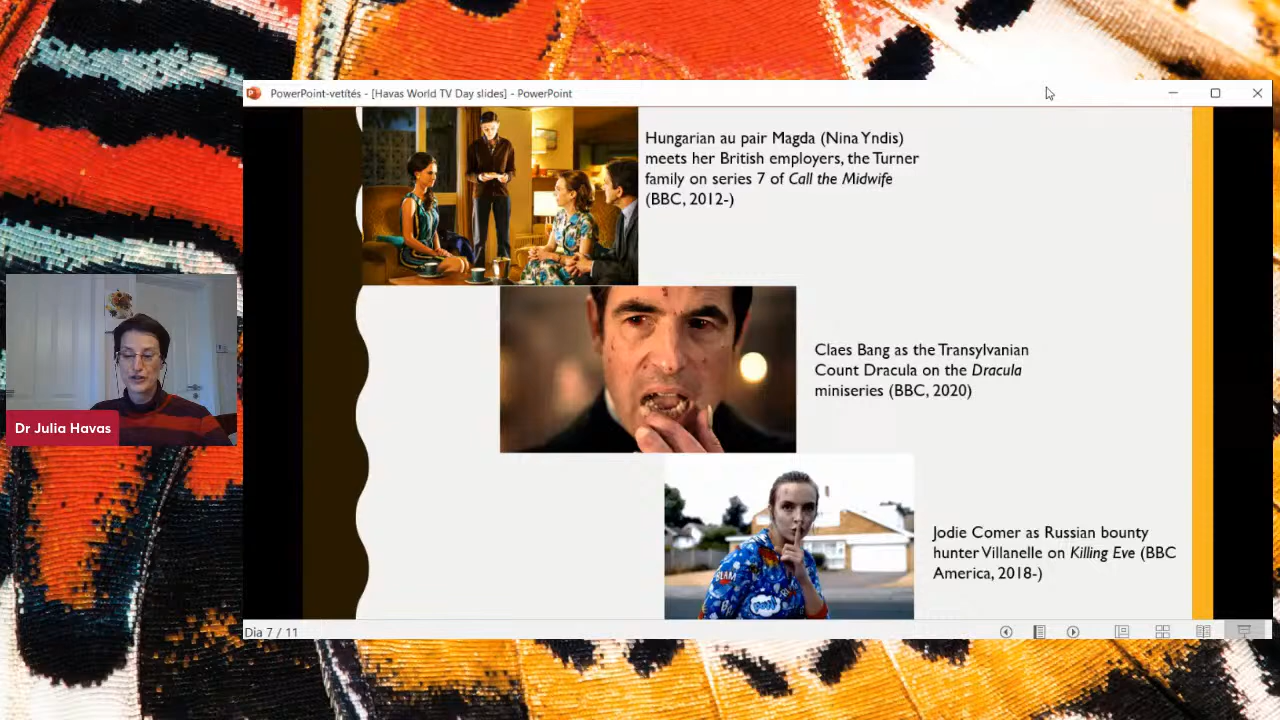 PowerPoint-vetítés - [Havas World TV Day slides] - PowerPoint
Hungarian au pair Magda (Nina Yndis)
meets her British employers, the Turner
family on series 7 of Call the Midwife
(BBC, 2012-)
Claes Bang as the Transylvanian
Count Dracula on the Dracula
miniseries (BBC, 2020)
Dr Julia Havas
Jodie Comer as Russian bounty
hunter Villanelle on Killing Eve (BBC
America, 2018-)
Dia 7 / 11